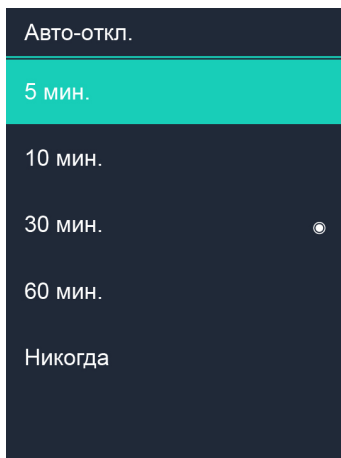 Авто-откл.
5 мин.
10 мин.
30 мин.
60 мин.
Никогда